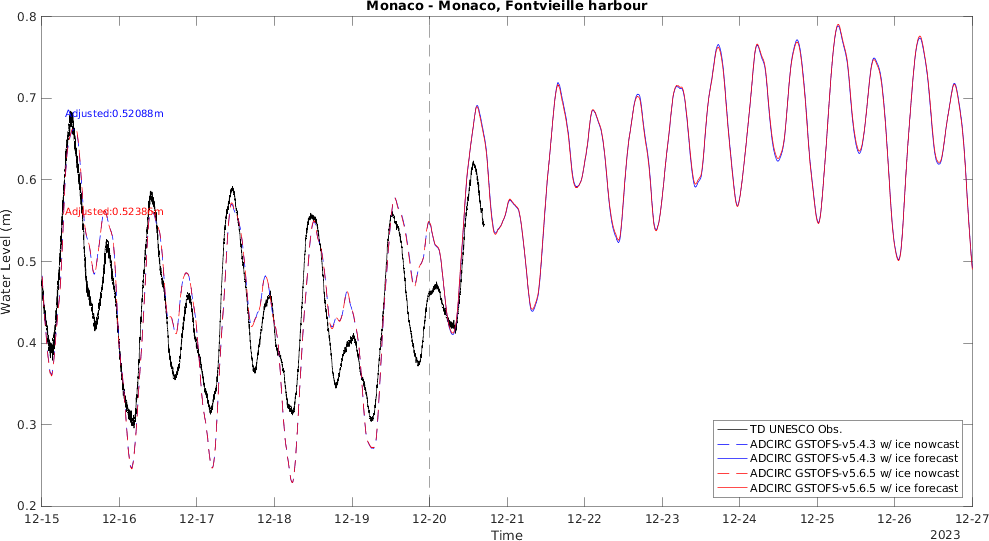 Monaco - Monaco, Fontvieille harbour
0.8
0.7
Adjusted:0.52088m
0.6
Adjusted:0.52386m
0.5
Water Level (m)
0.4
0.3
0.2
TD UNESCO Obs.
ADCIRC GSTOFS-v5.4.3 w/ ice nowcast
ADCIRC GSTOFS-v5.4.3 w/ ice forecast
ADCIRC GSTOFS-v5.6.5 w/ ice nowcast
ADCIRC GSTOFS-v5.6.5 w/ ice forecast
12-15 12-16 12-17 12-18 12-19 12-20 12-21 12-22 12-23 12-24 12-25 12-26 12-27
Time
2023